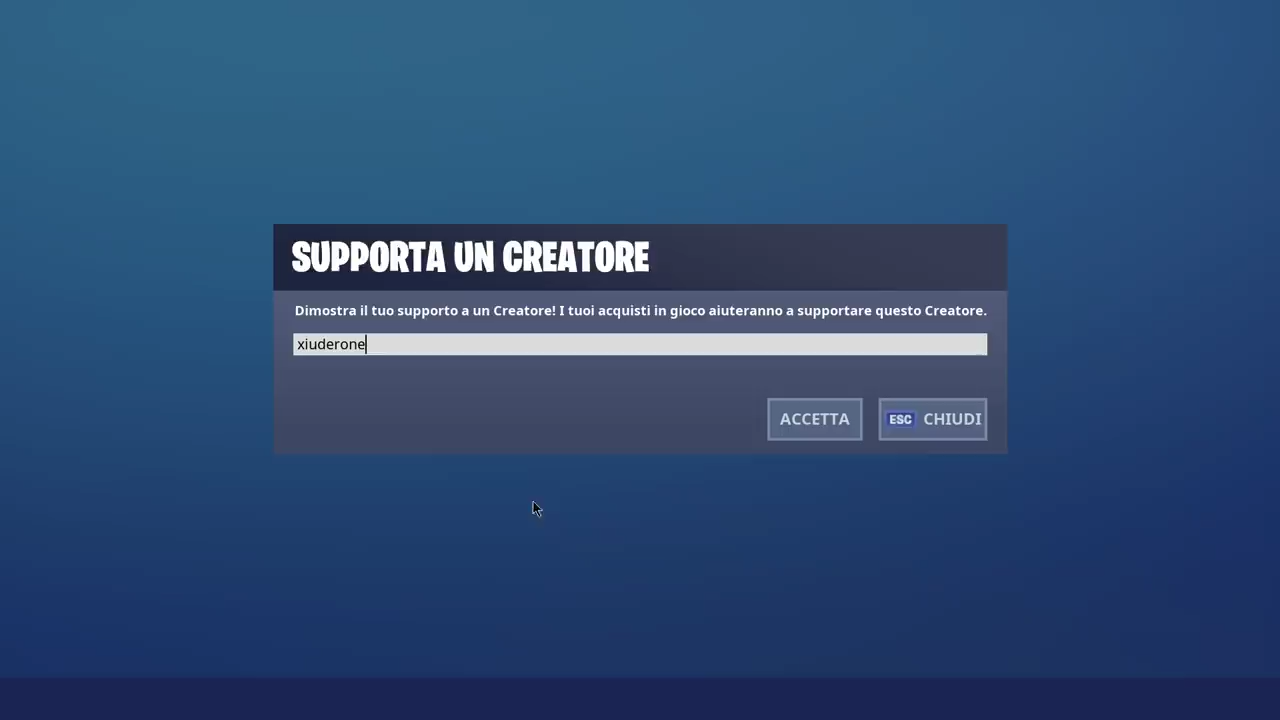 SUPPORTA UN CREATORE
Dimostra il tuo supporto a un Creatore! I tuoi acquisti in gioco aiuteranno a supportare questo Creatore.
xiuderone
ACCETTA
ESC CHIUDI